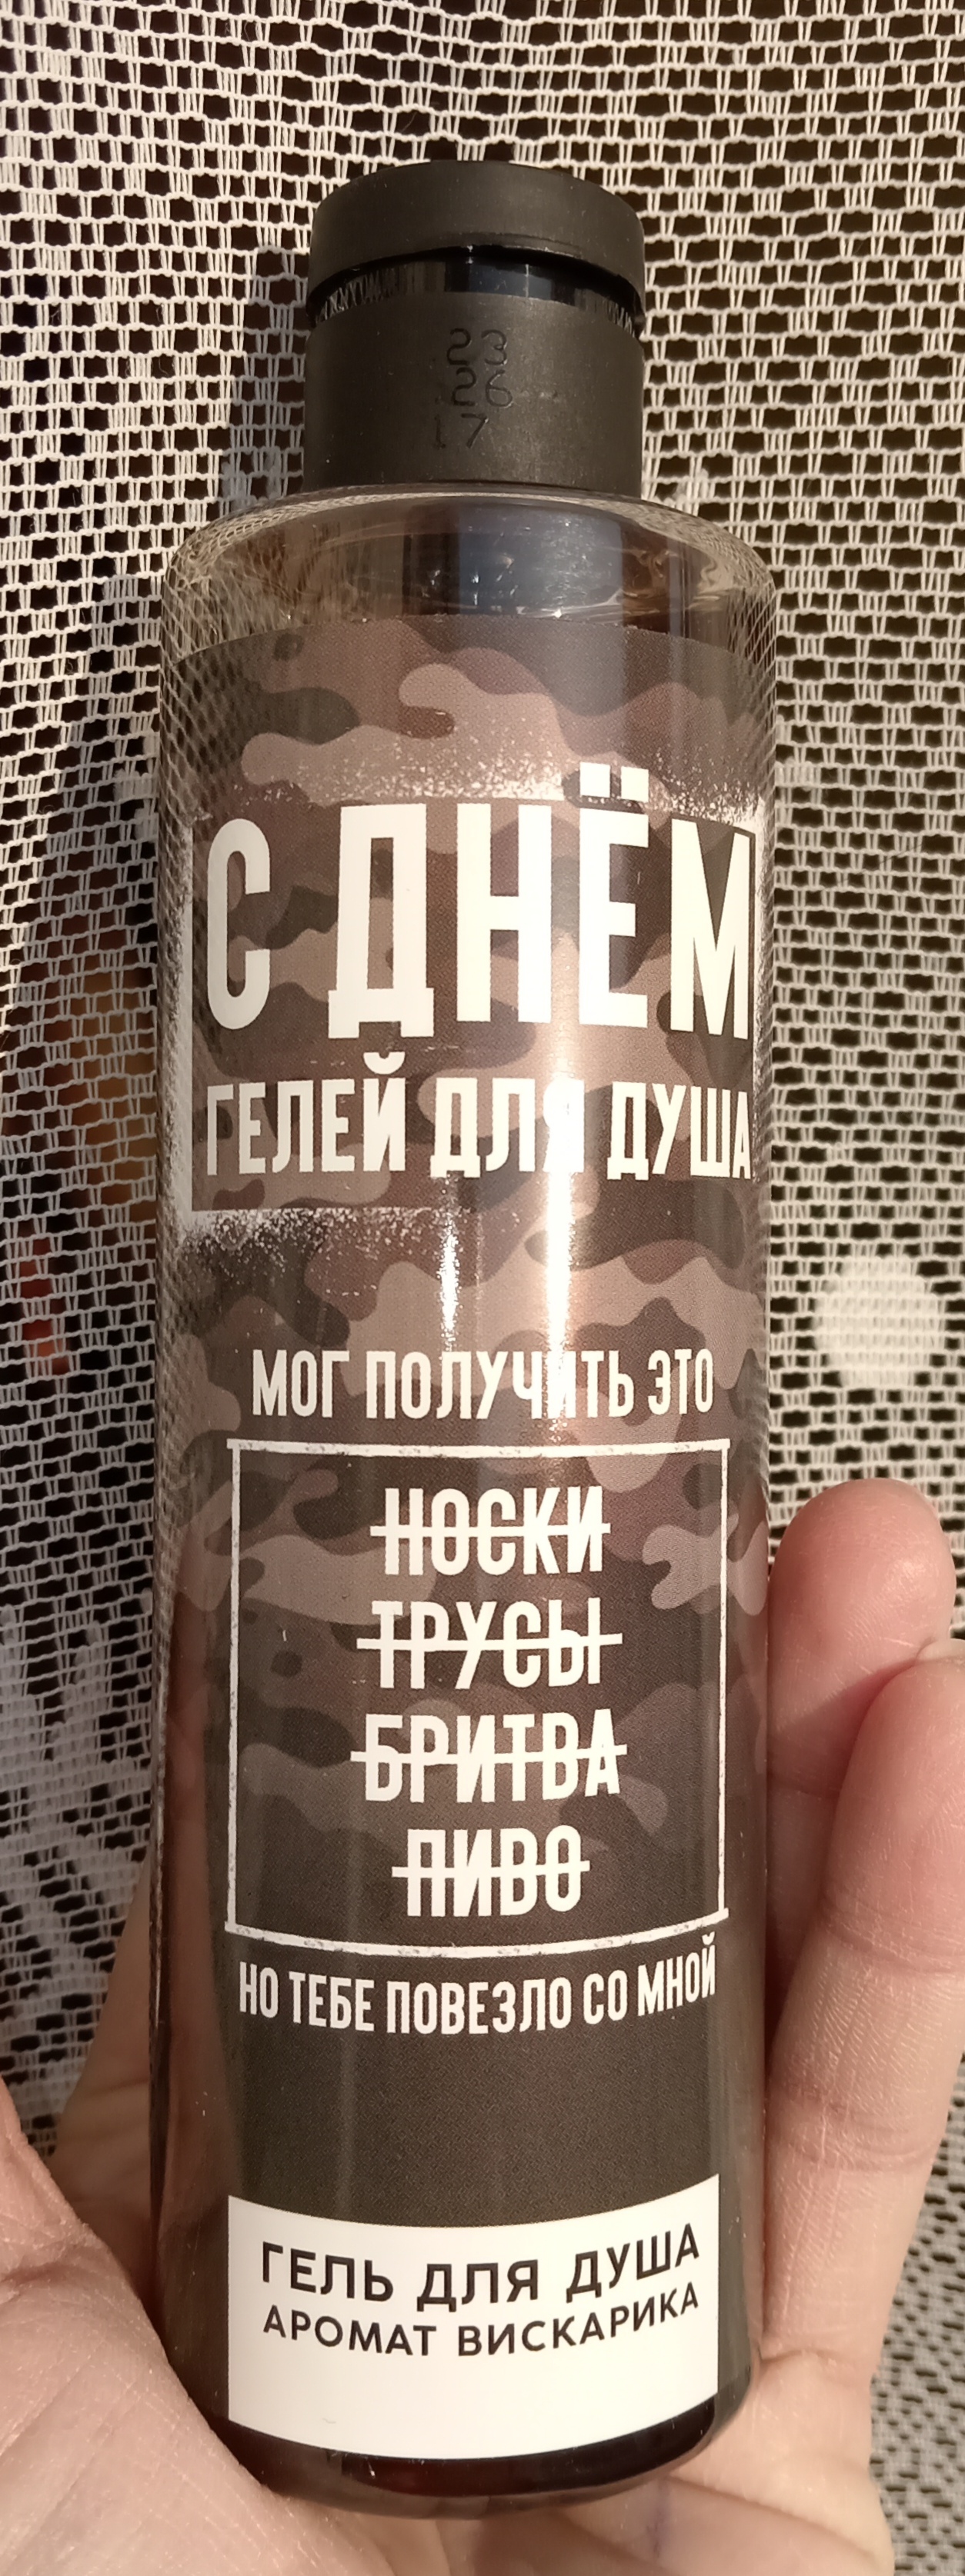 23
26
17
С ДНЁМ
ГЕЛЕЙ ДЛЯ ДУША
МОГ ПОЛУЧИТЬ ЭТО
НОСКИ
ТРУСЫ
БРИТВА
ПИВО
НО ТЕБЕ ПОВЕЗЛО СО МНОЙ
ГЕЛЬ ДЛЯ ДУША
АРОМАТ ВИСКАРИКА